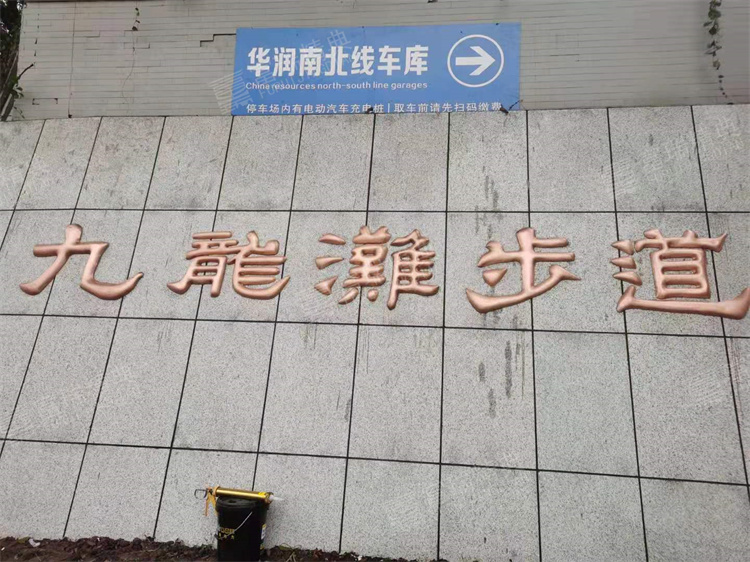 华润南北线车库
China resources north-south line garages
停车场内有电动汽车充电桩 | 取车前请先扫码缴费
九龍灘步道